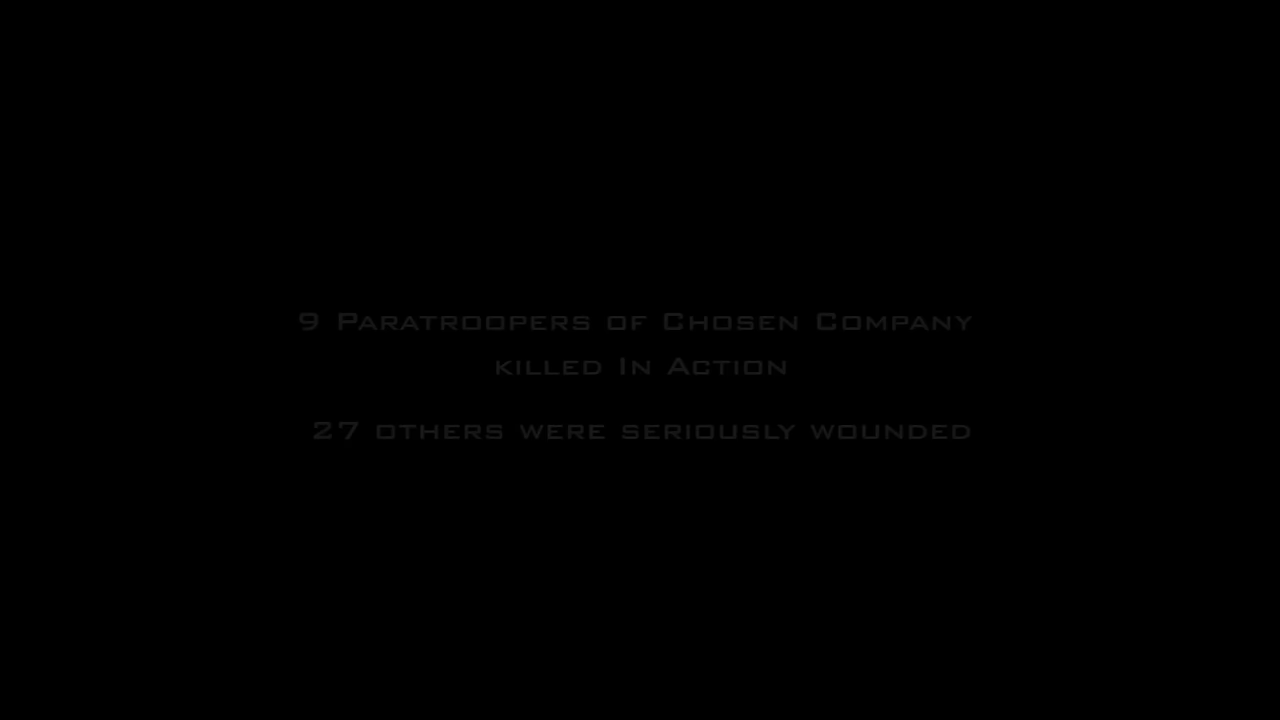 9 Paratroopers of Chosen Company
killed In Action
27 others were seriously wounded